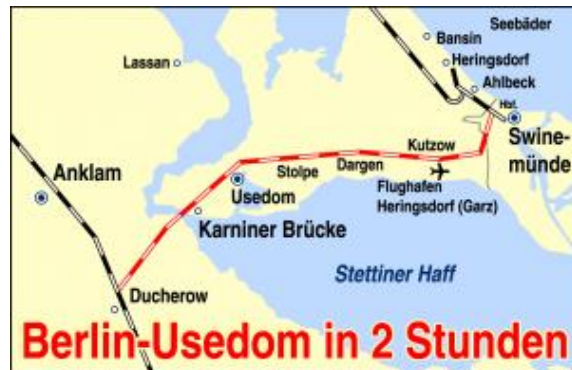 Seebäder
Bansin
Heringsdorf
Lassan
Ahlbeck
Hbf.
Swine-
münde
Kutzow
Anklam
Stolpe
Dargen
Usedom
Flughafen
Heringsdorf (Garz)
Karniner Brücke
Stettiner Haff
Ducherow
Berlin-Usedom in 2 Stunden